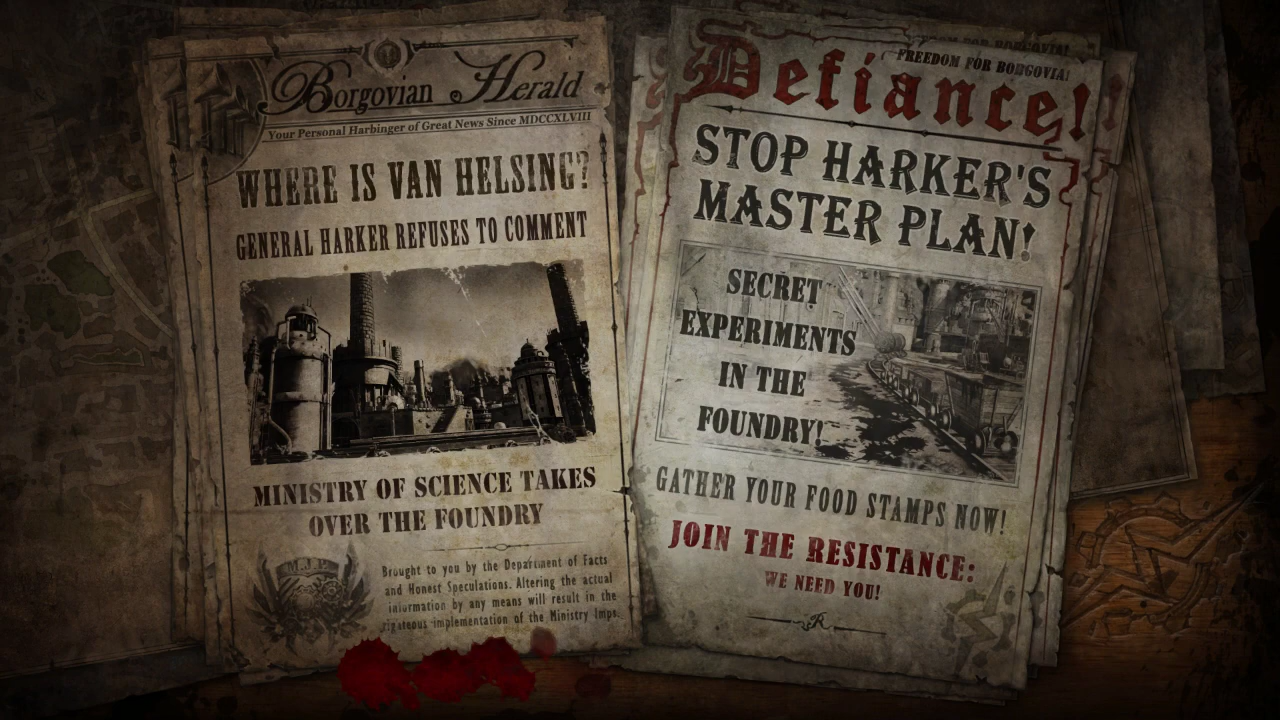 Borgovian Herald
Your Personal Harbinger of Great News Since MDCCXLVIII
WHERE IS VAN HELSING?
GENERAL HARKER REFUSES TO COMMENT
MINISTRY OF SCIENCE TAKES
OVER THE FOUNDRY
M.I.P.
Brought to you by the Department of Facts
and Honest Speculations. Altering the actual
information by any means will result in the
righteous implementation of the Ministry Imps.
FREEDOM FOR BORGOVIA!
FREEDOM FOR BORGOVIA!
Defiance!
STOP HARKER'S
MASTER PLAN!
SECRET
EXPERIMENTS
IN THE
FOUNDRY!
GATHER YOUR FOOD STAMPS NOW!
JOIN THE RESISTANCE:
WE NEED YOU!
R